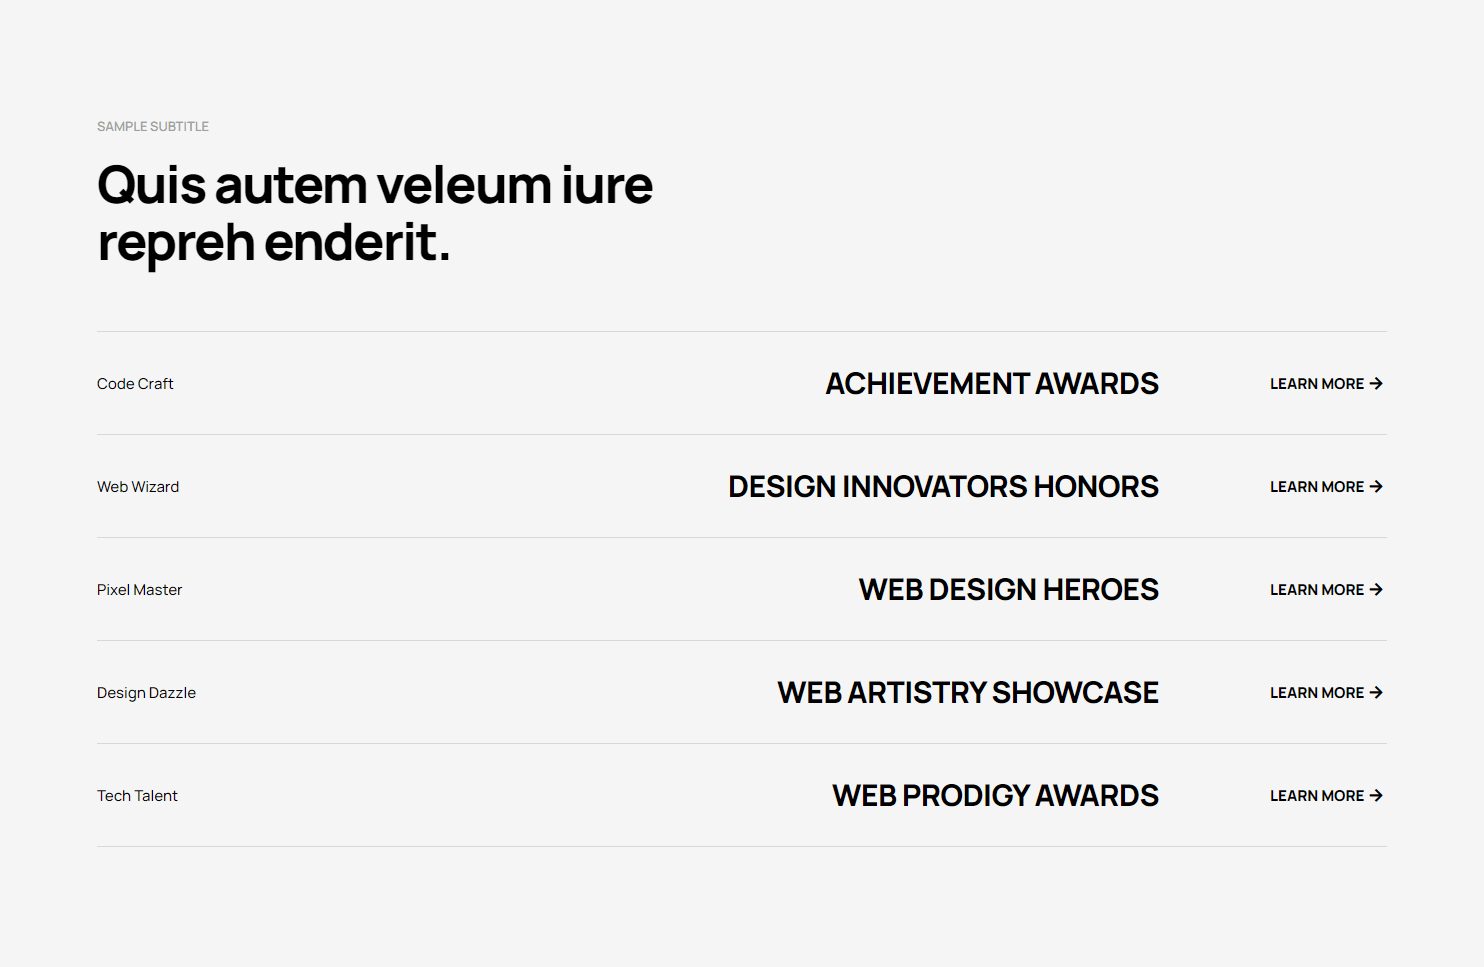 SAMPLE SUBTITLE
Quis autem veleum iure
repreh enderit.
Code Craft ACHIEVEMENT AWARDS LEARN MORE →
Web Wizard DESIGN INNOVATORS HONORS LEARN MORE →
Pixel Master WEB DESIGN HEROES LEARN MORE →
Design Dazzle WEB ARTISTRY SHOWCASE LEARN MORE →
Tech Talent WEB PRODIGY AWARDS LEARN MORE →